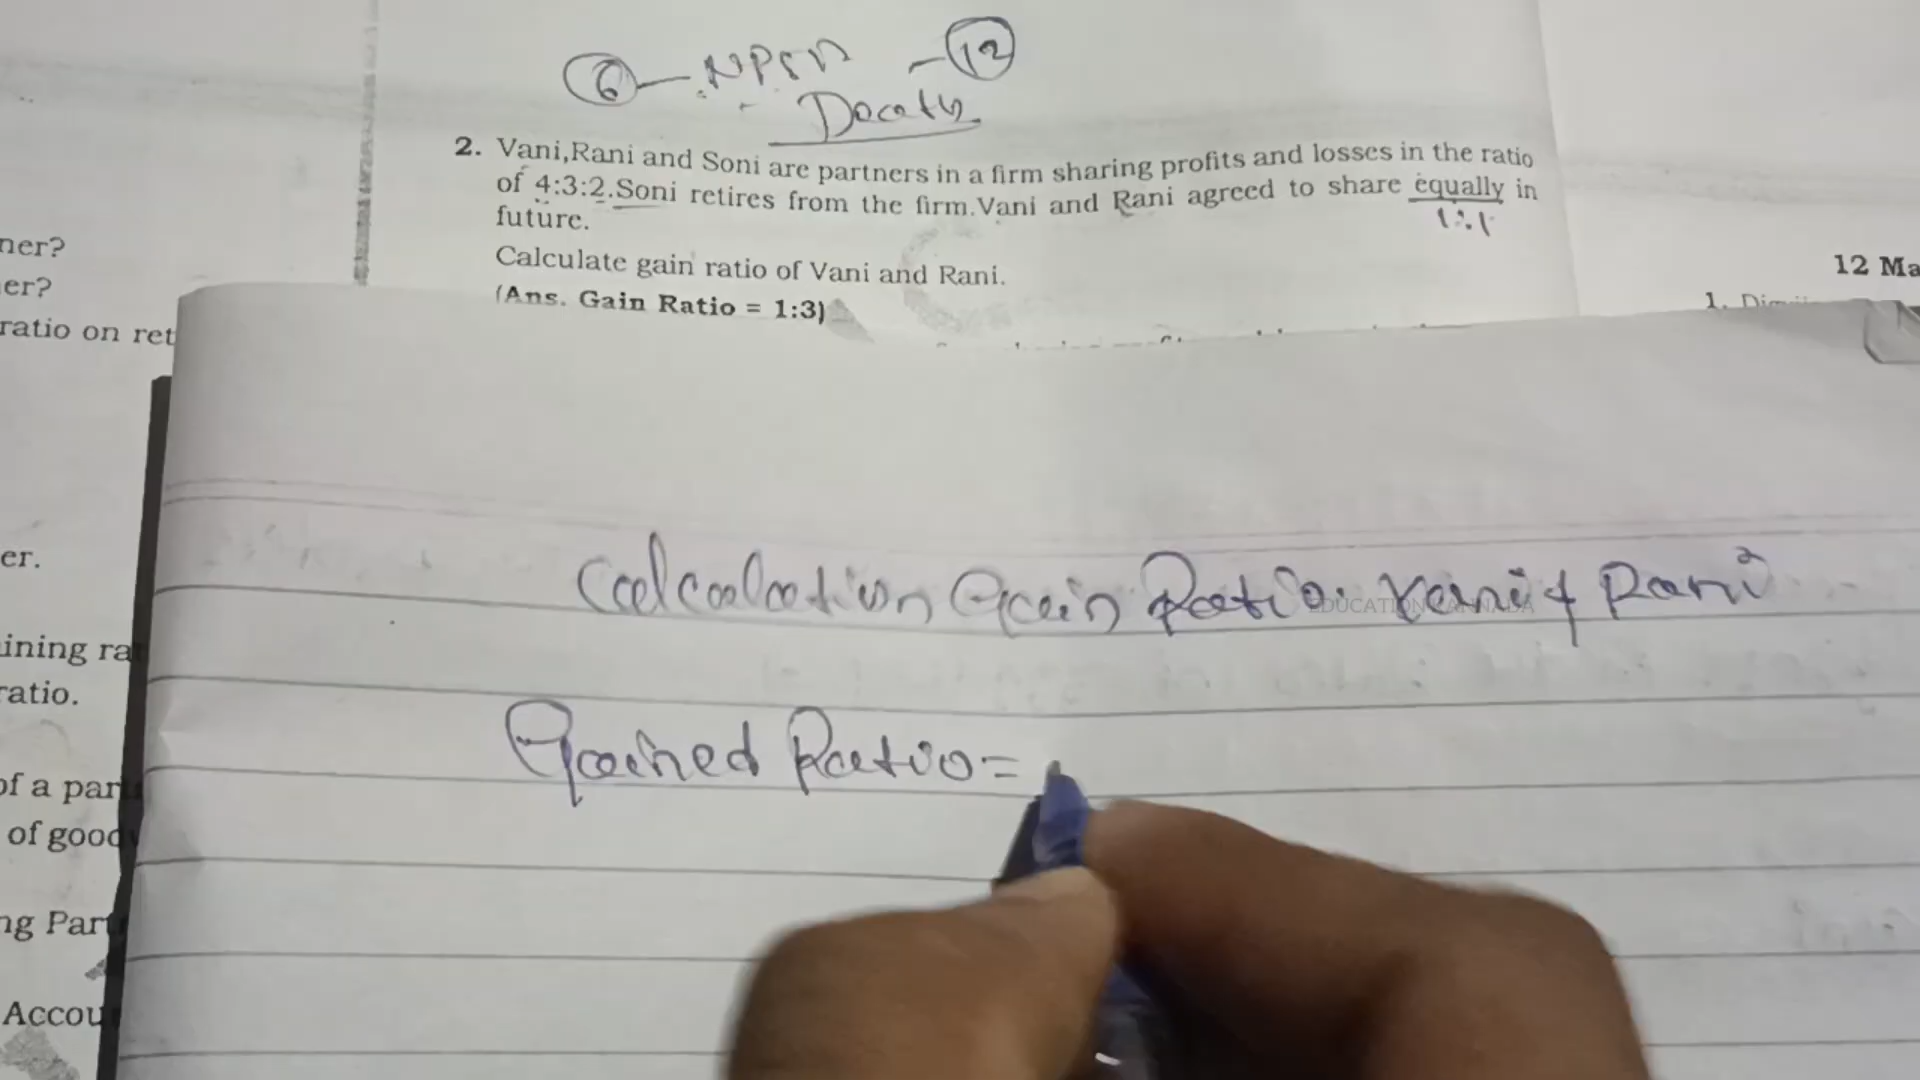 6 - NPSR - 12
Death
2. Vani,Rani and Soni are partners in a firm sharing profits and losses in the ratio
of 4:3:2.Soni retires from the firm.Vani and Rani agreed to share equally in
future.
1:1
Calculate gain ratio of Vani and Rani.
(Ans. Gain Ratio = 1:3)
ner?
er?
ratio on ret
12 Ma
1.
er.
ining ra
ratio.
of a par
of good
ng Par
Accou
Calculation Gain Ratio. Vani & Rani
EDUCATION KANNADA
Gained Ratio =